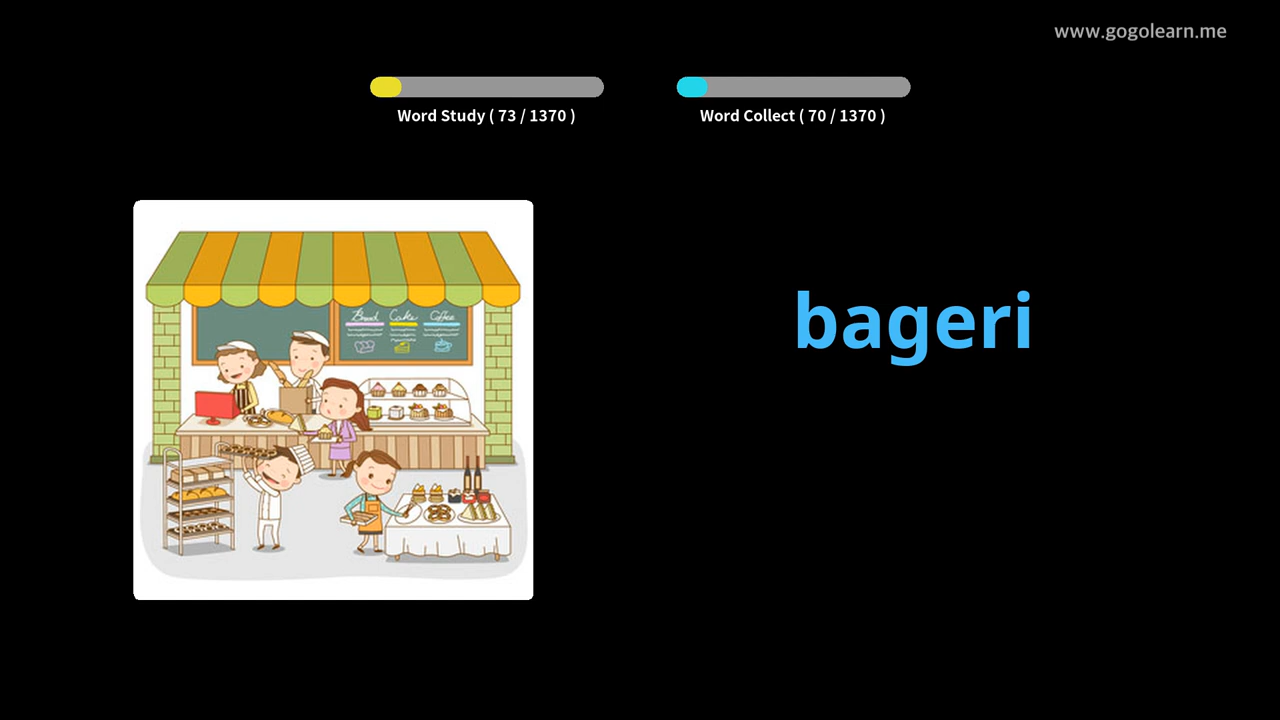 www.gogolearn.me
Word Study ( 73 / 1370 )
Word Collect ( 70 / 1370 )
Bread Cake Coffee
bageri